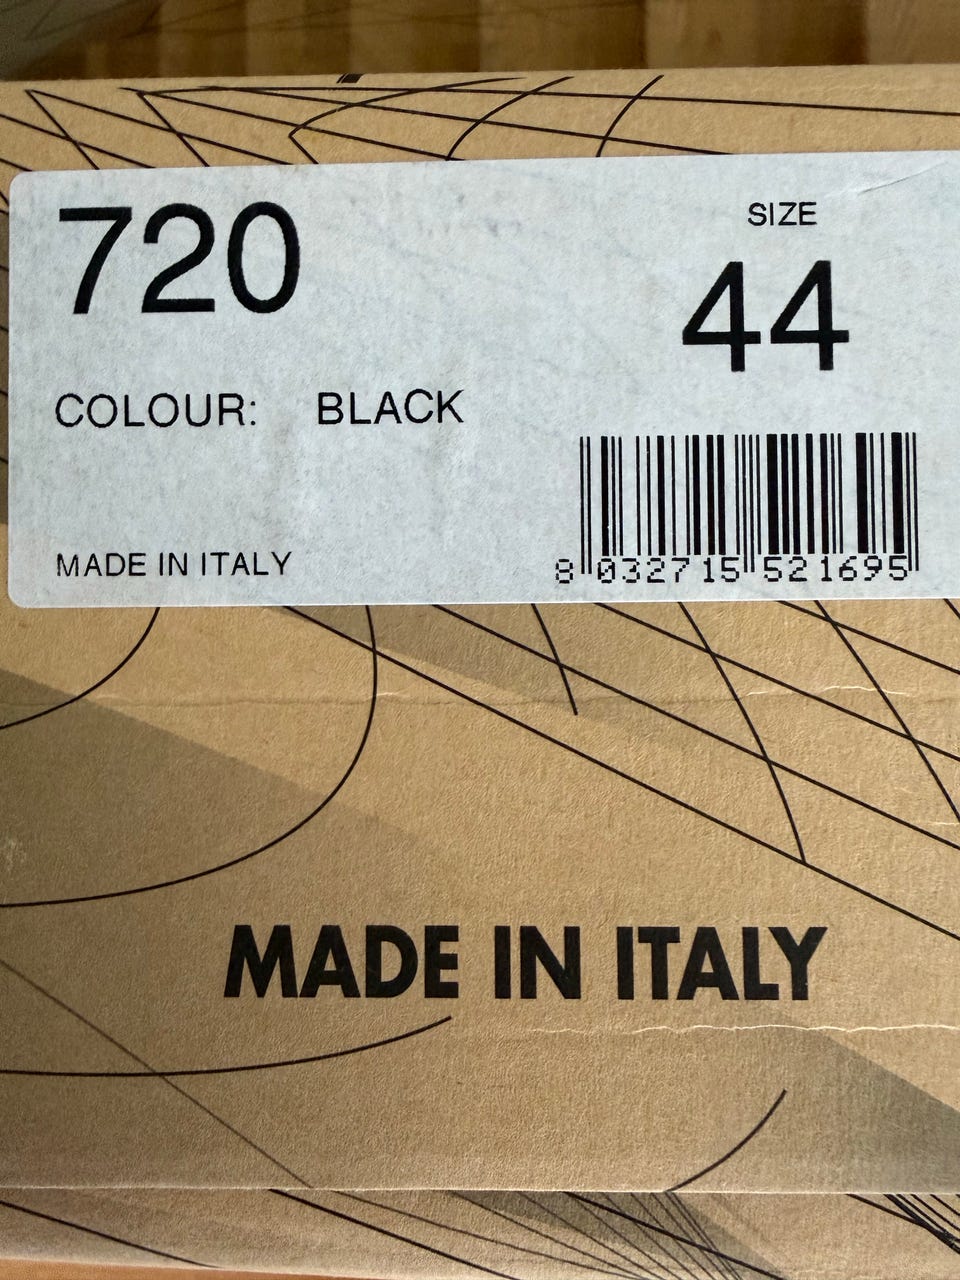 720
SIZE
44
COLOUR: BLACK
MADE IN ITALY
8 032715 521695
MADE IN ITALY